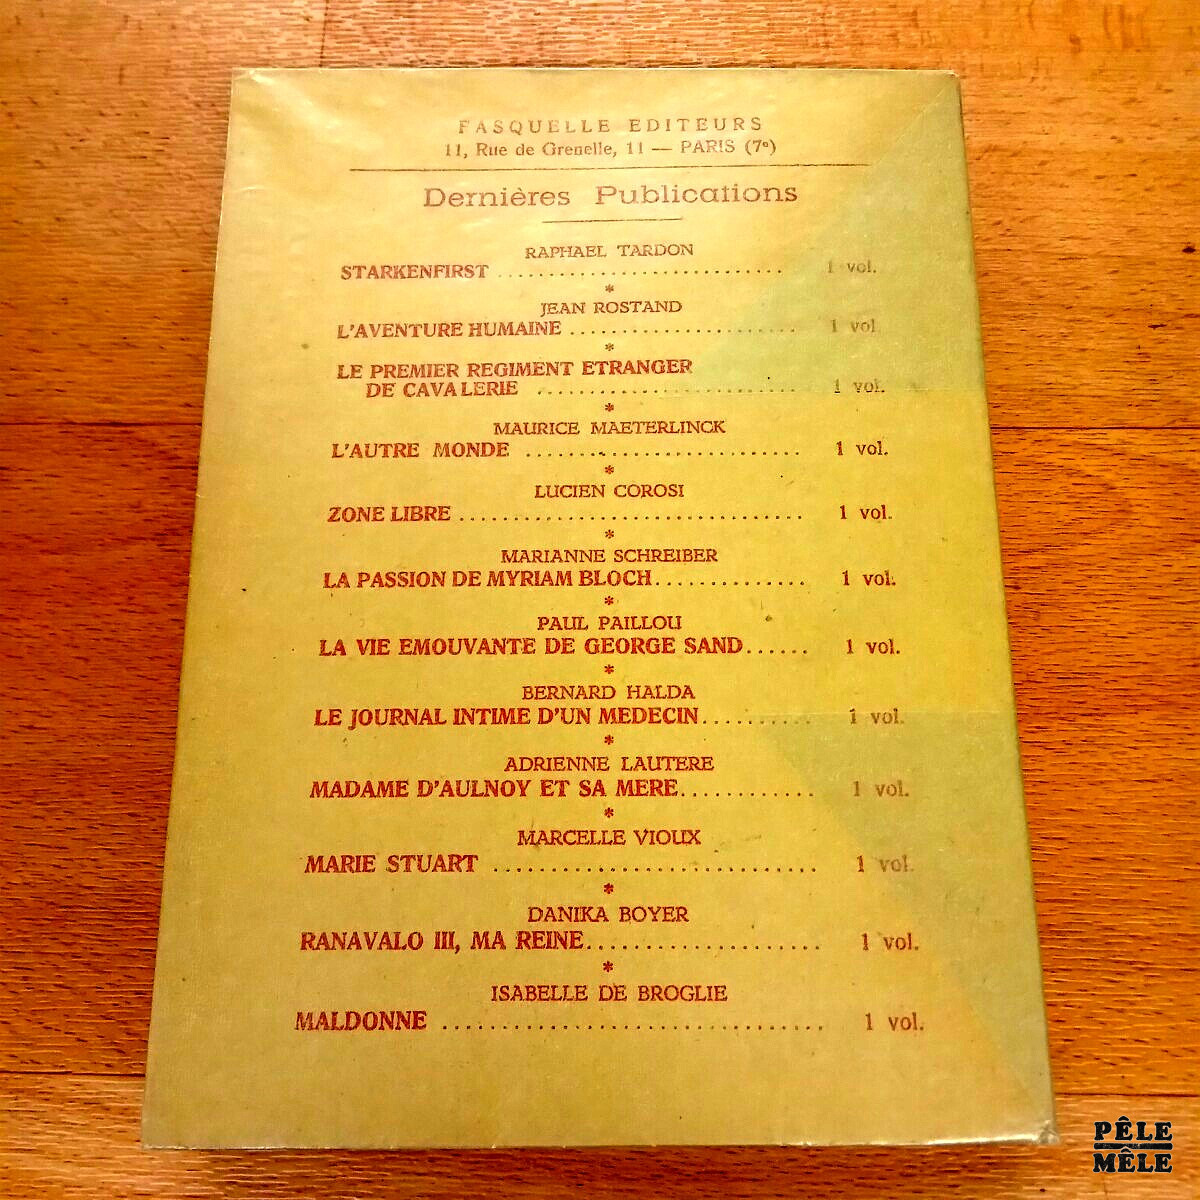 FASQUELLE EDITEURS
11, Rue de Grenelle, 11 — PARIS (7e)
Dernières Publications
RAPHAEL TARDON
STARKENFIRST ............................ 1 vol.
*
JEAN ROSTAND
L'AVENTURE HUMAINE ...................... 1 vol.
*
LE PREMIER REGIMENT ETRANGER
DE CAVALERIE ......................... 1 vol.
*
MAURICE MAETERLINCK
L'AUTRE MONDE .......................... 1 vol.
*
LUCIEN COROSI
ZONE LIBRE ................................ 1 vol.
*
MARIANNE SCHREIBER
LA PASSION DE MYRIAM BLOCH.............. 1 vol.
*
PAUL PAILLOU
LA VIE EMOUVANTE DE GEORGE SAND...... 1 vol.
*
BERNARD HALDA
LE JOURNAL INTIME D'UN MEDECIN.......... 1 vol.
*
ADRIENNE LAUTERE
MADAME D'AULNOY ET SA MERE............ 1 vol.
*
MARCELLE VIOUX
MARIE STUART ............................. 1 vol.
*
DANIKA BOYER
RANAVALO III, MA REINE.................... 1 vol.
*
ISABELLE DE BROGLIE
MALDONNE ................................. 1 vol.
PÊLE
MÊLE